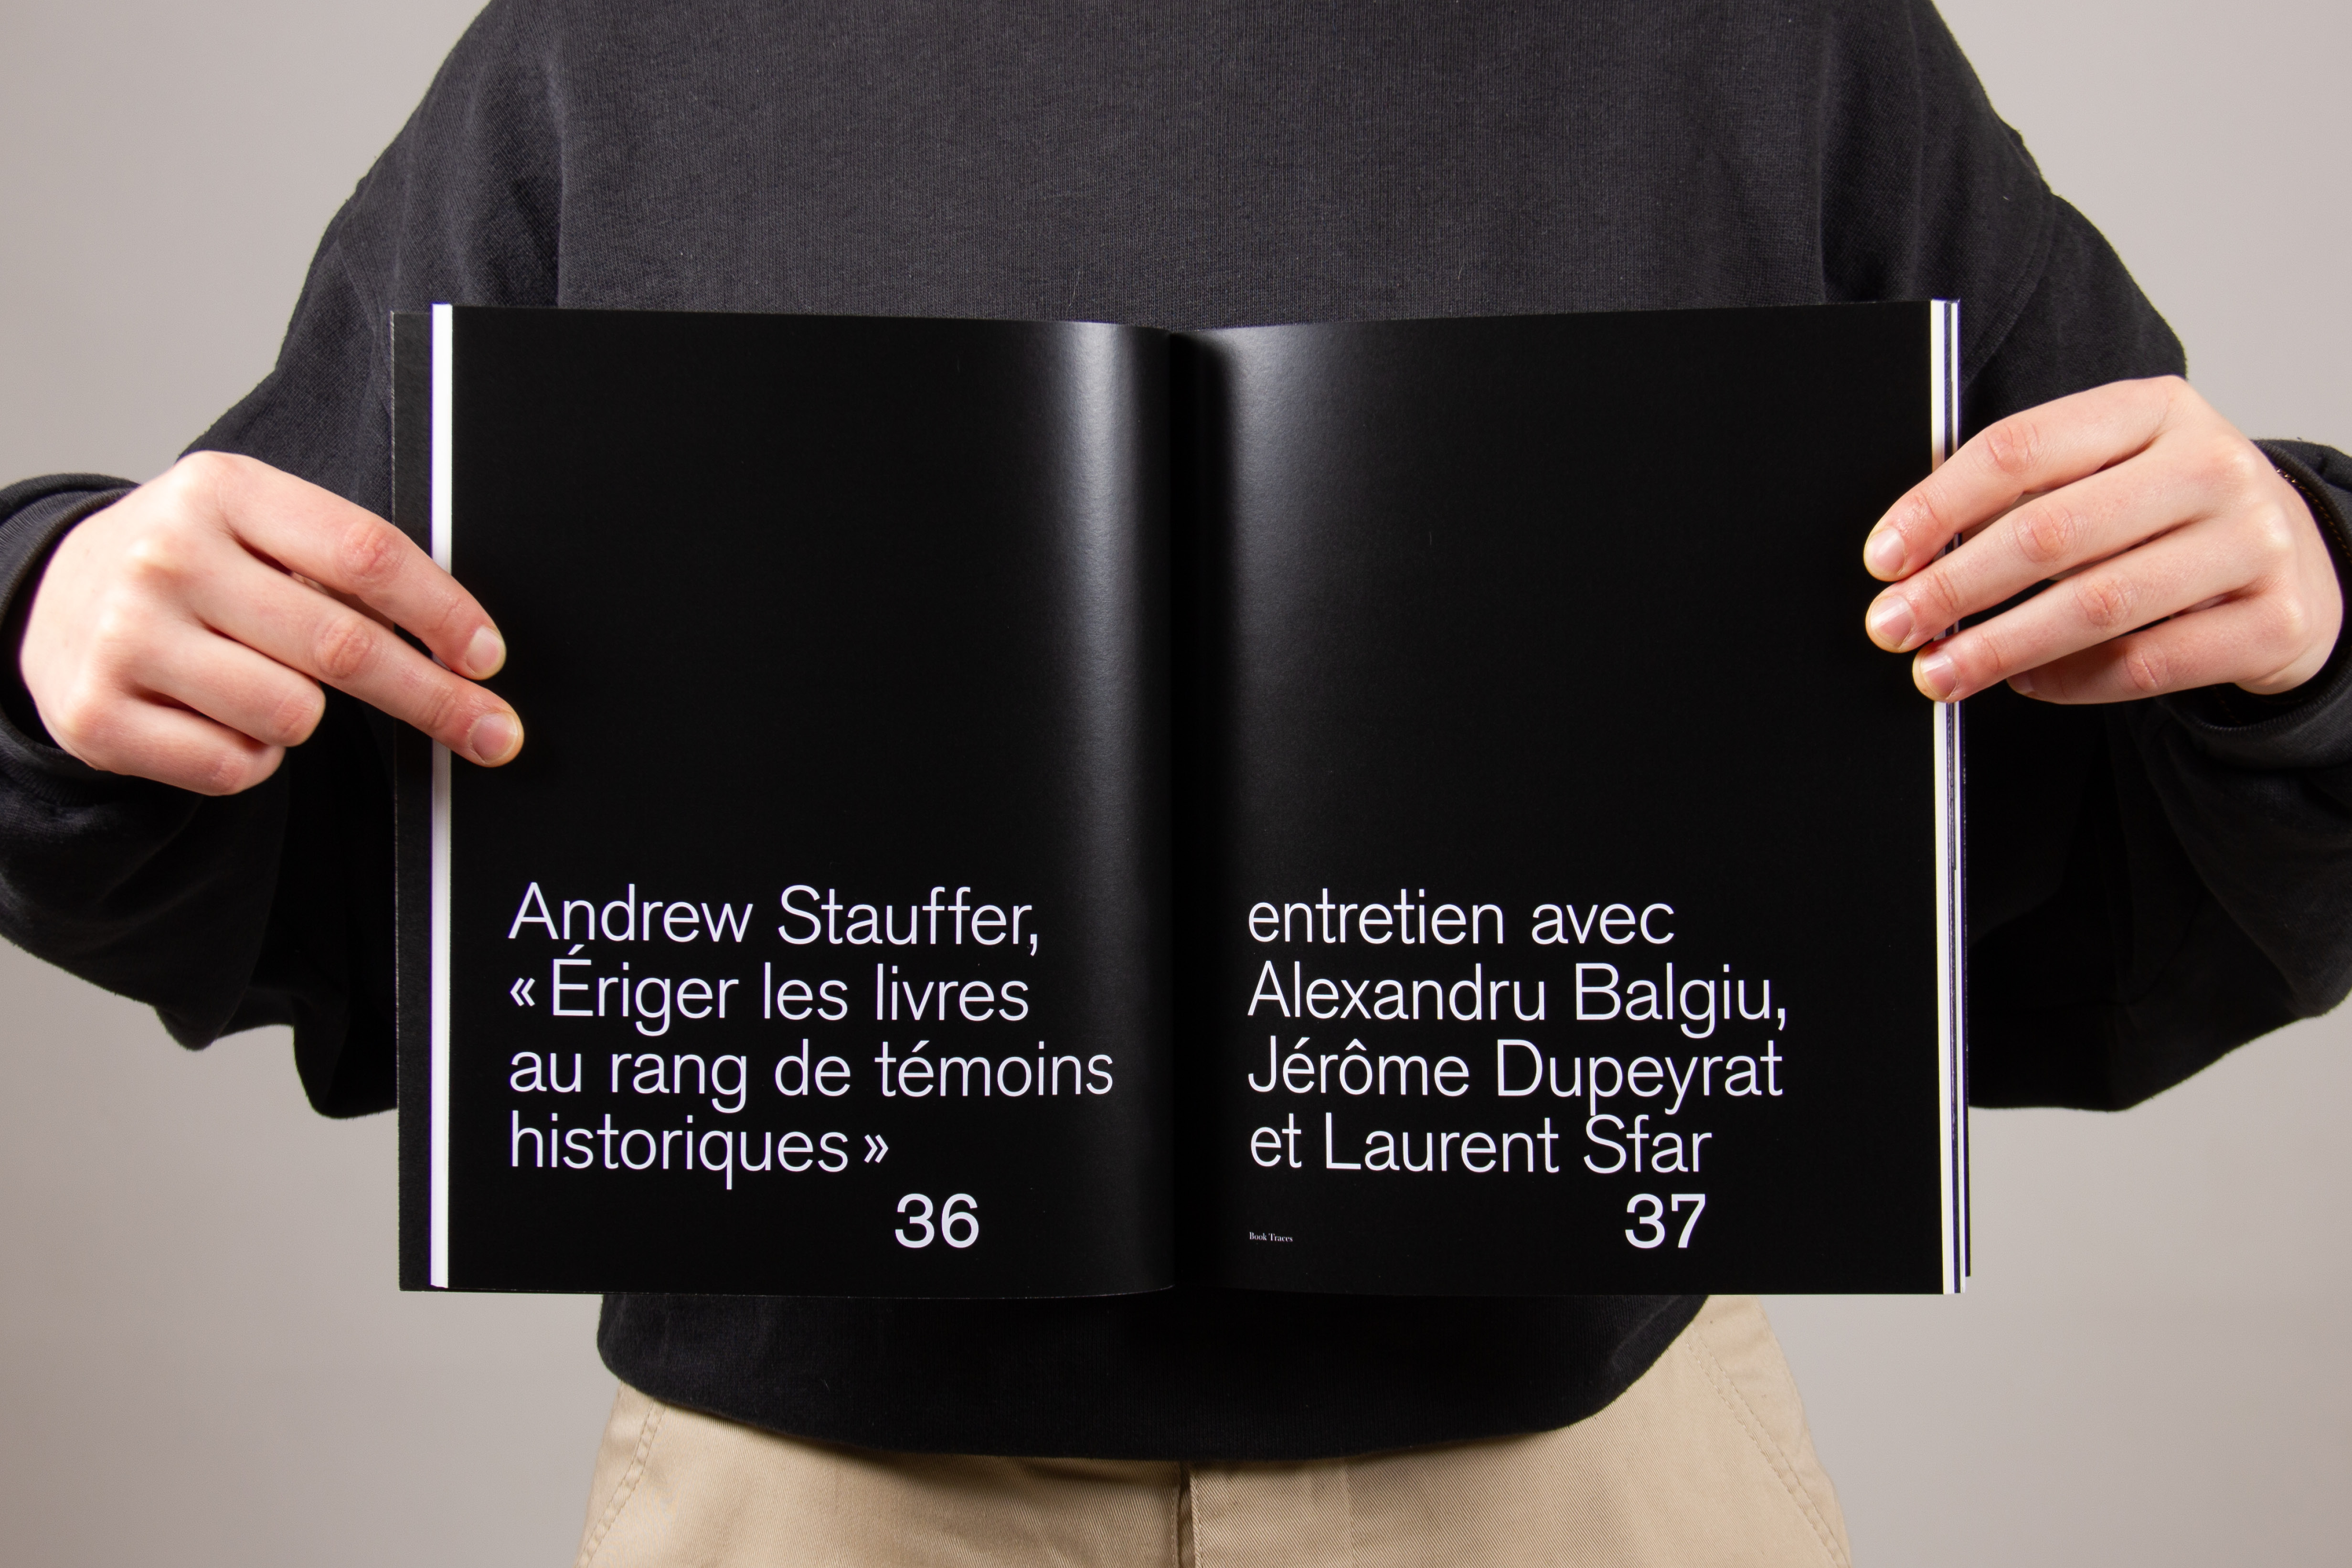 Andrew Stauffer,
« Ériger les livres
au rang de témoins
historiques »
36
entretien avec
Alexandru Balgiu,
Jérôme Dupeyrat
et Laurent Sfar
37
Book Traces